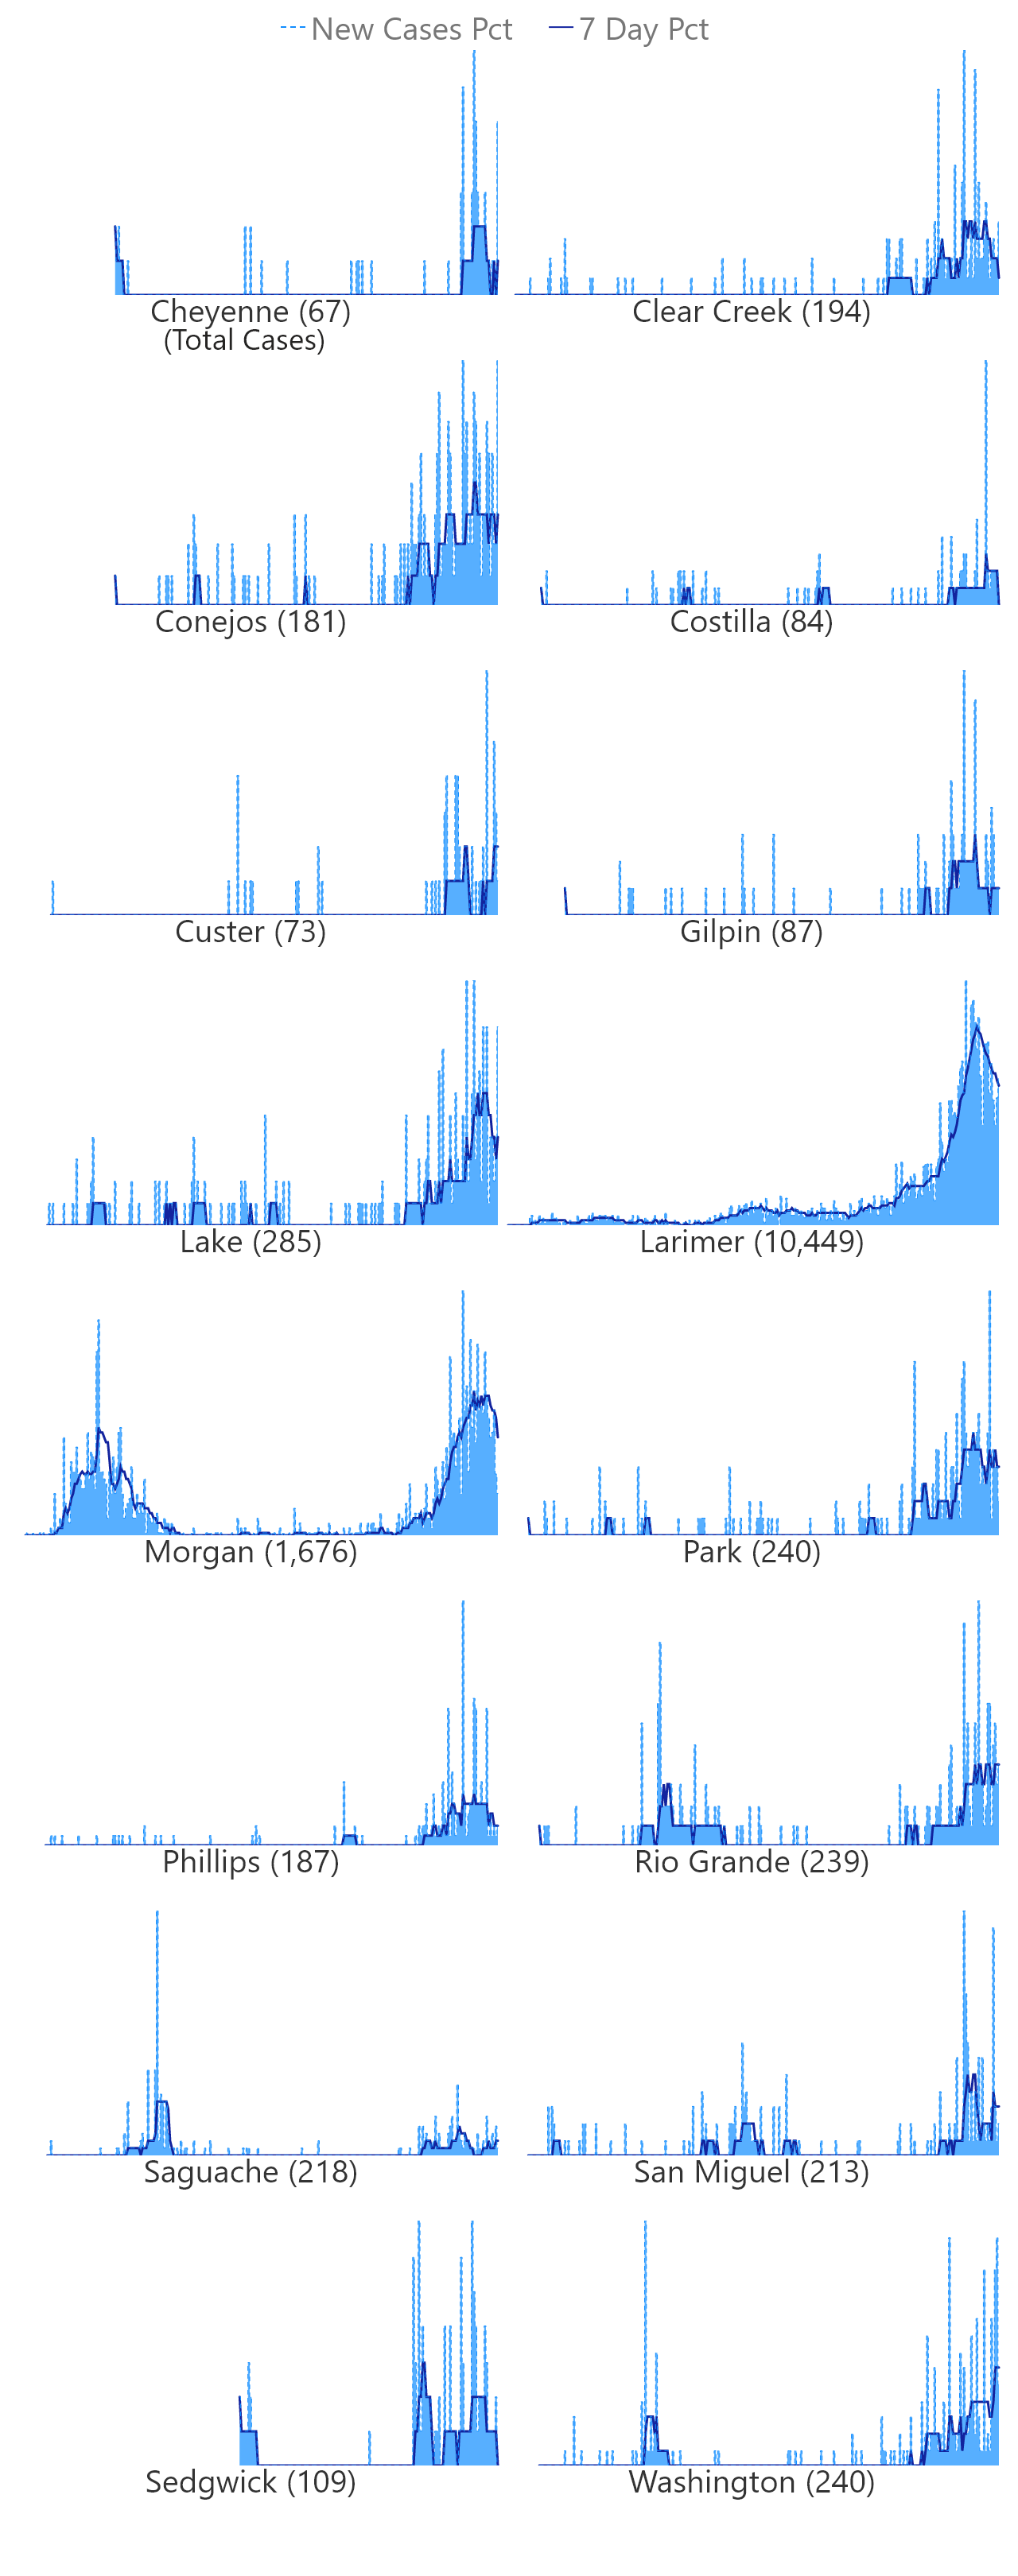 New Cases Pct 7 Day Pct
Cheyenne (67) Clear Creek (194)
(Total Cases)
Conejos (181) Costilla (84)
Custer (73) Gilpin (87)
Lake (285) Larimer (10,449)
Morgan (1,676) Park (240)
Phillips (187) Rio Grande (239)
Saguache (218) San Miguel (213)
Sedgwick (109) Washington (240)